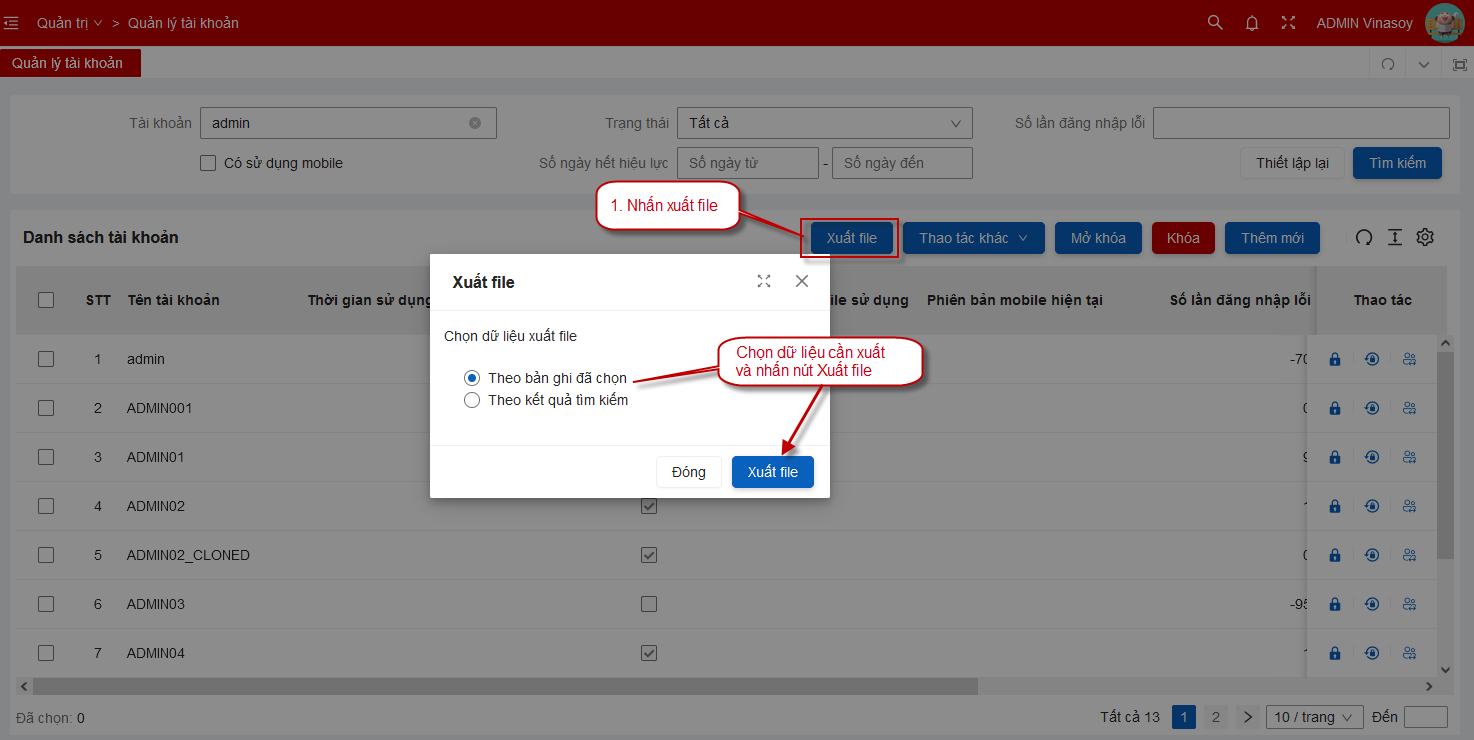 Quản trị > Quản lý tài khoản
ADMIN Vinasoy
Quản lý tài khoản
Tài khoản admin
Trạng thái Tất cả
Số lần đăng nhập lỗi
Có sử dụng mobile
Số ngày hết hiệu lực Số ngày từ - Số ngày đến
Thiết lập lại Tìm kiếm
1. Nhấn xuất file
Danh sách tài khoản
Xuất file Thao tác khác Mở khóa Khóa Thêm mới
STT Tên tài khoản Thời gian sử dụng ile sử dụng Phiên bản mobile hiện tại Số lần đăng nhập lỗi Thao tác
Xuất file
Chọn dữ liệu xuất file
Theo bản ghi đã chọn
Theo kết quả tìm kiếm
Đóng Xuất file
Chọn dữ liệu cần xuất
và nhấn nút Xuất file
1 admin -70
2 ADMIN001 0
3 ADMIN01 9
4 ADMIN02 1
5 ADMIN02_CLONED 0
6 ADMIN03 -95
7 ADMIN04 1
Đã chọn: 0
Tất cả 13 1 2 > 10 / trang Đến